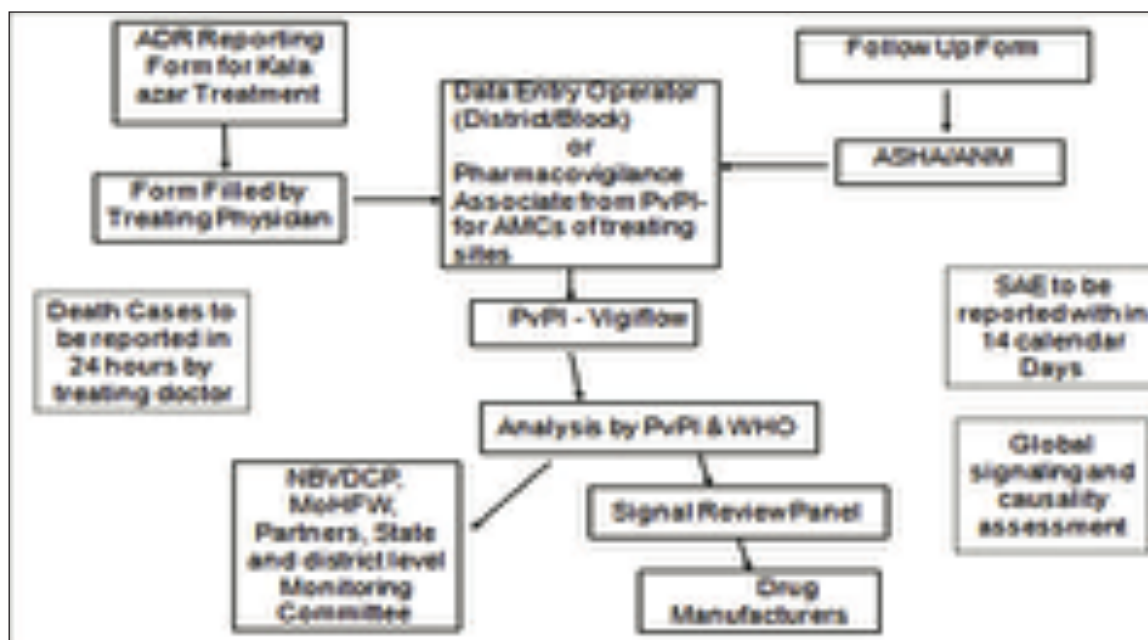 ADR Reporting
Form for Kala
azar Treatment
Follow Up Form
Data Entry Operator
(District/Block)
or
Pharmacovigilance
Associate from PvPI-
for AMCs of treating
sites
ASHA/ANM
Form Filled by
Treating Physician
Death Cases to
be reported in
24 hours by
treating doctor
PvPI - Vigiflow
SAE to be
reported with in
14 calendar
Days
Analysis by PvPI & WHO
NBVDCP,
MoHFW,
Partners, State
and district level
Monitoring
Committee
Signal Review Panel
Global
signaling and
causality
assessment
Drug
Manufacturers